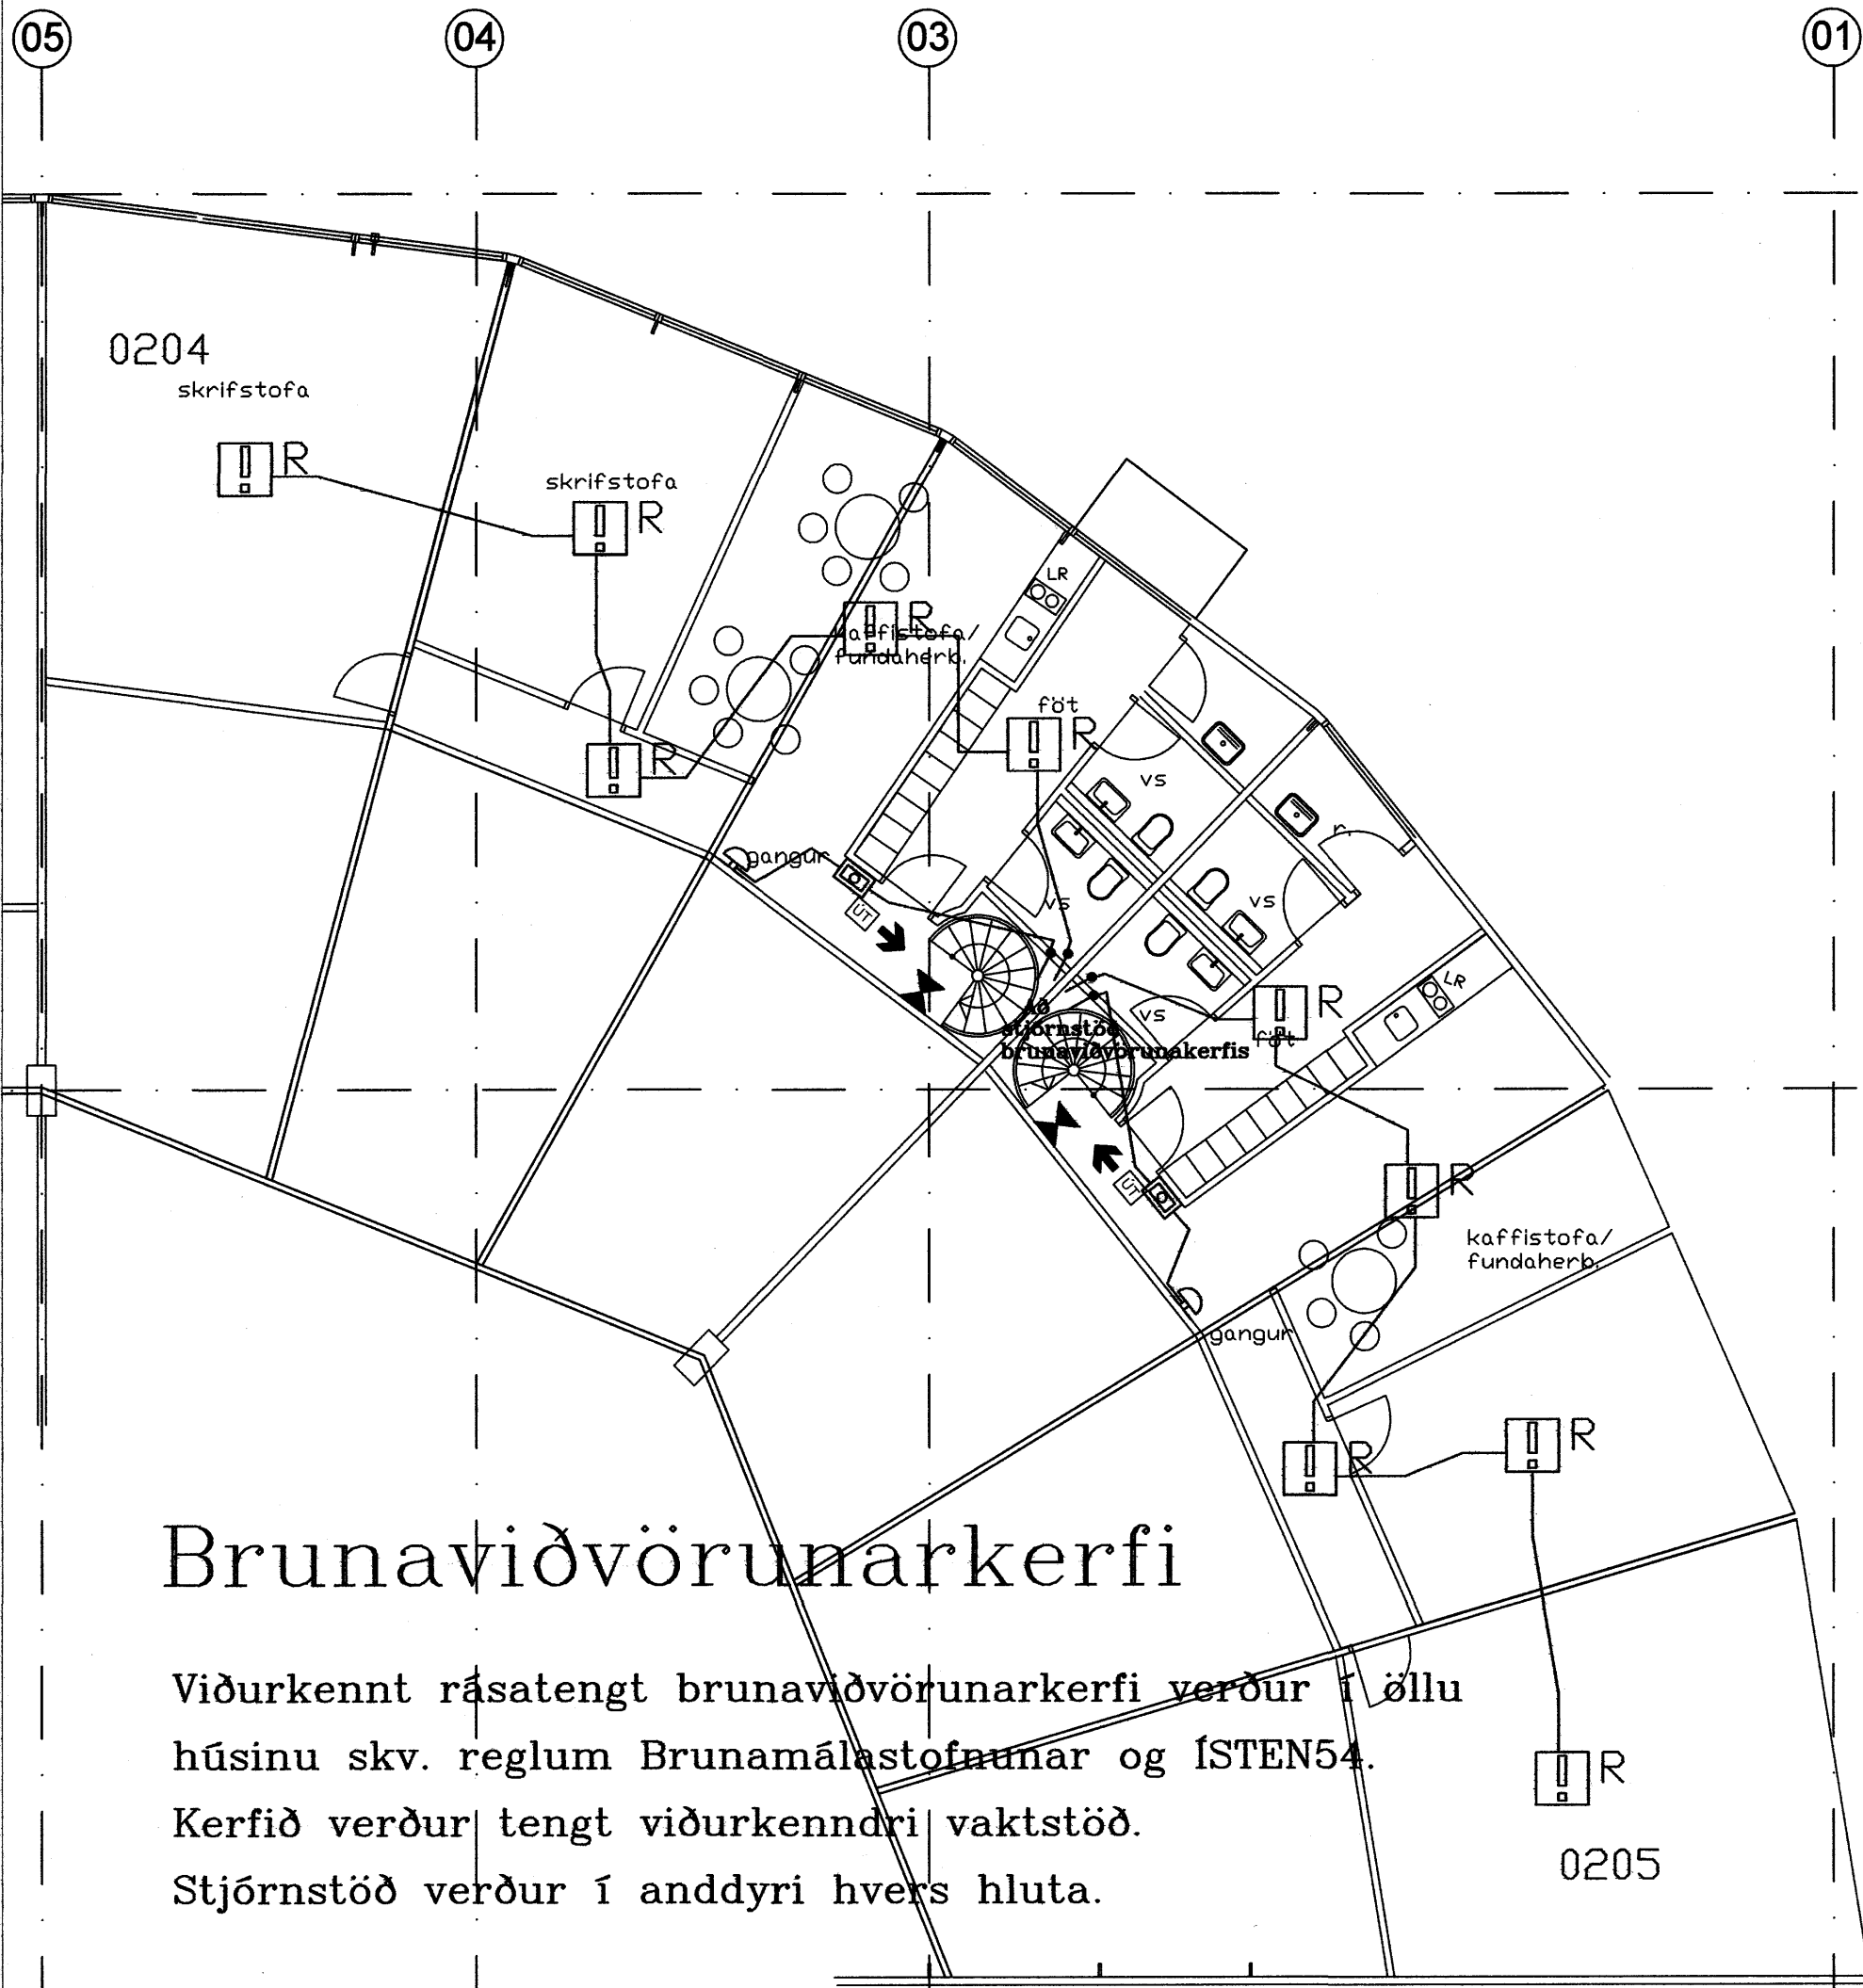 05
04
03
01
0204
skrifstofa
R
skrifstofa
R
LR
R
kaffistofa/
fundaherb.
föt
R
R
vs
r.
gangur
vs
vs
ÚT
LR
R
Að
stjórnstöð
brunaviðvörunakerfis
vs
föt
ÚT
R
kaffistofa/
fundaherb.
gangur
R
R
Brunaviðvörunarkerfi
Viðurkennt rásatengt brunaviðvörunarkerfi verður í öllu
húsinu skv. reglum Brunamálastofnunar og ÍSTEN54.
Kerfið verður tengt viðurkenndri vaktstöð.
Stjórnstöð verður í anddyri hvers hluta.
R
0205